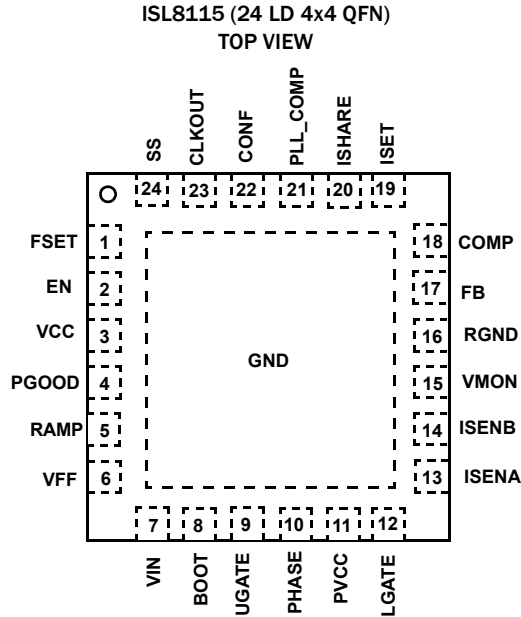 ISL8115 (24 LD 4x4 QFN)
TOP VIEW
SS
CLKOUT
CONF
PLL_COMP
ISHARE
ISET
24
23
22
21
20
19
FSET 1
EN 2
VCC 3
PGOOD 4
RAMP 5
VFF 6
GND
18 COMP
17 FB
16 RGND
15 VMON
14 ISENB
13 ISENA
7
8
9
10
11
12
VIN
BOOT
UGATE
PHASE
PVCC
LGATE